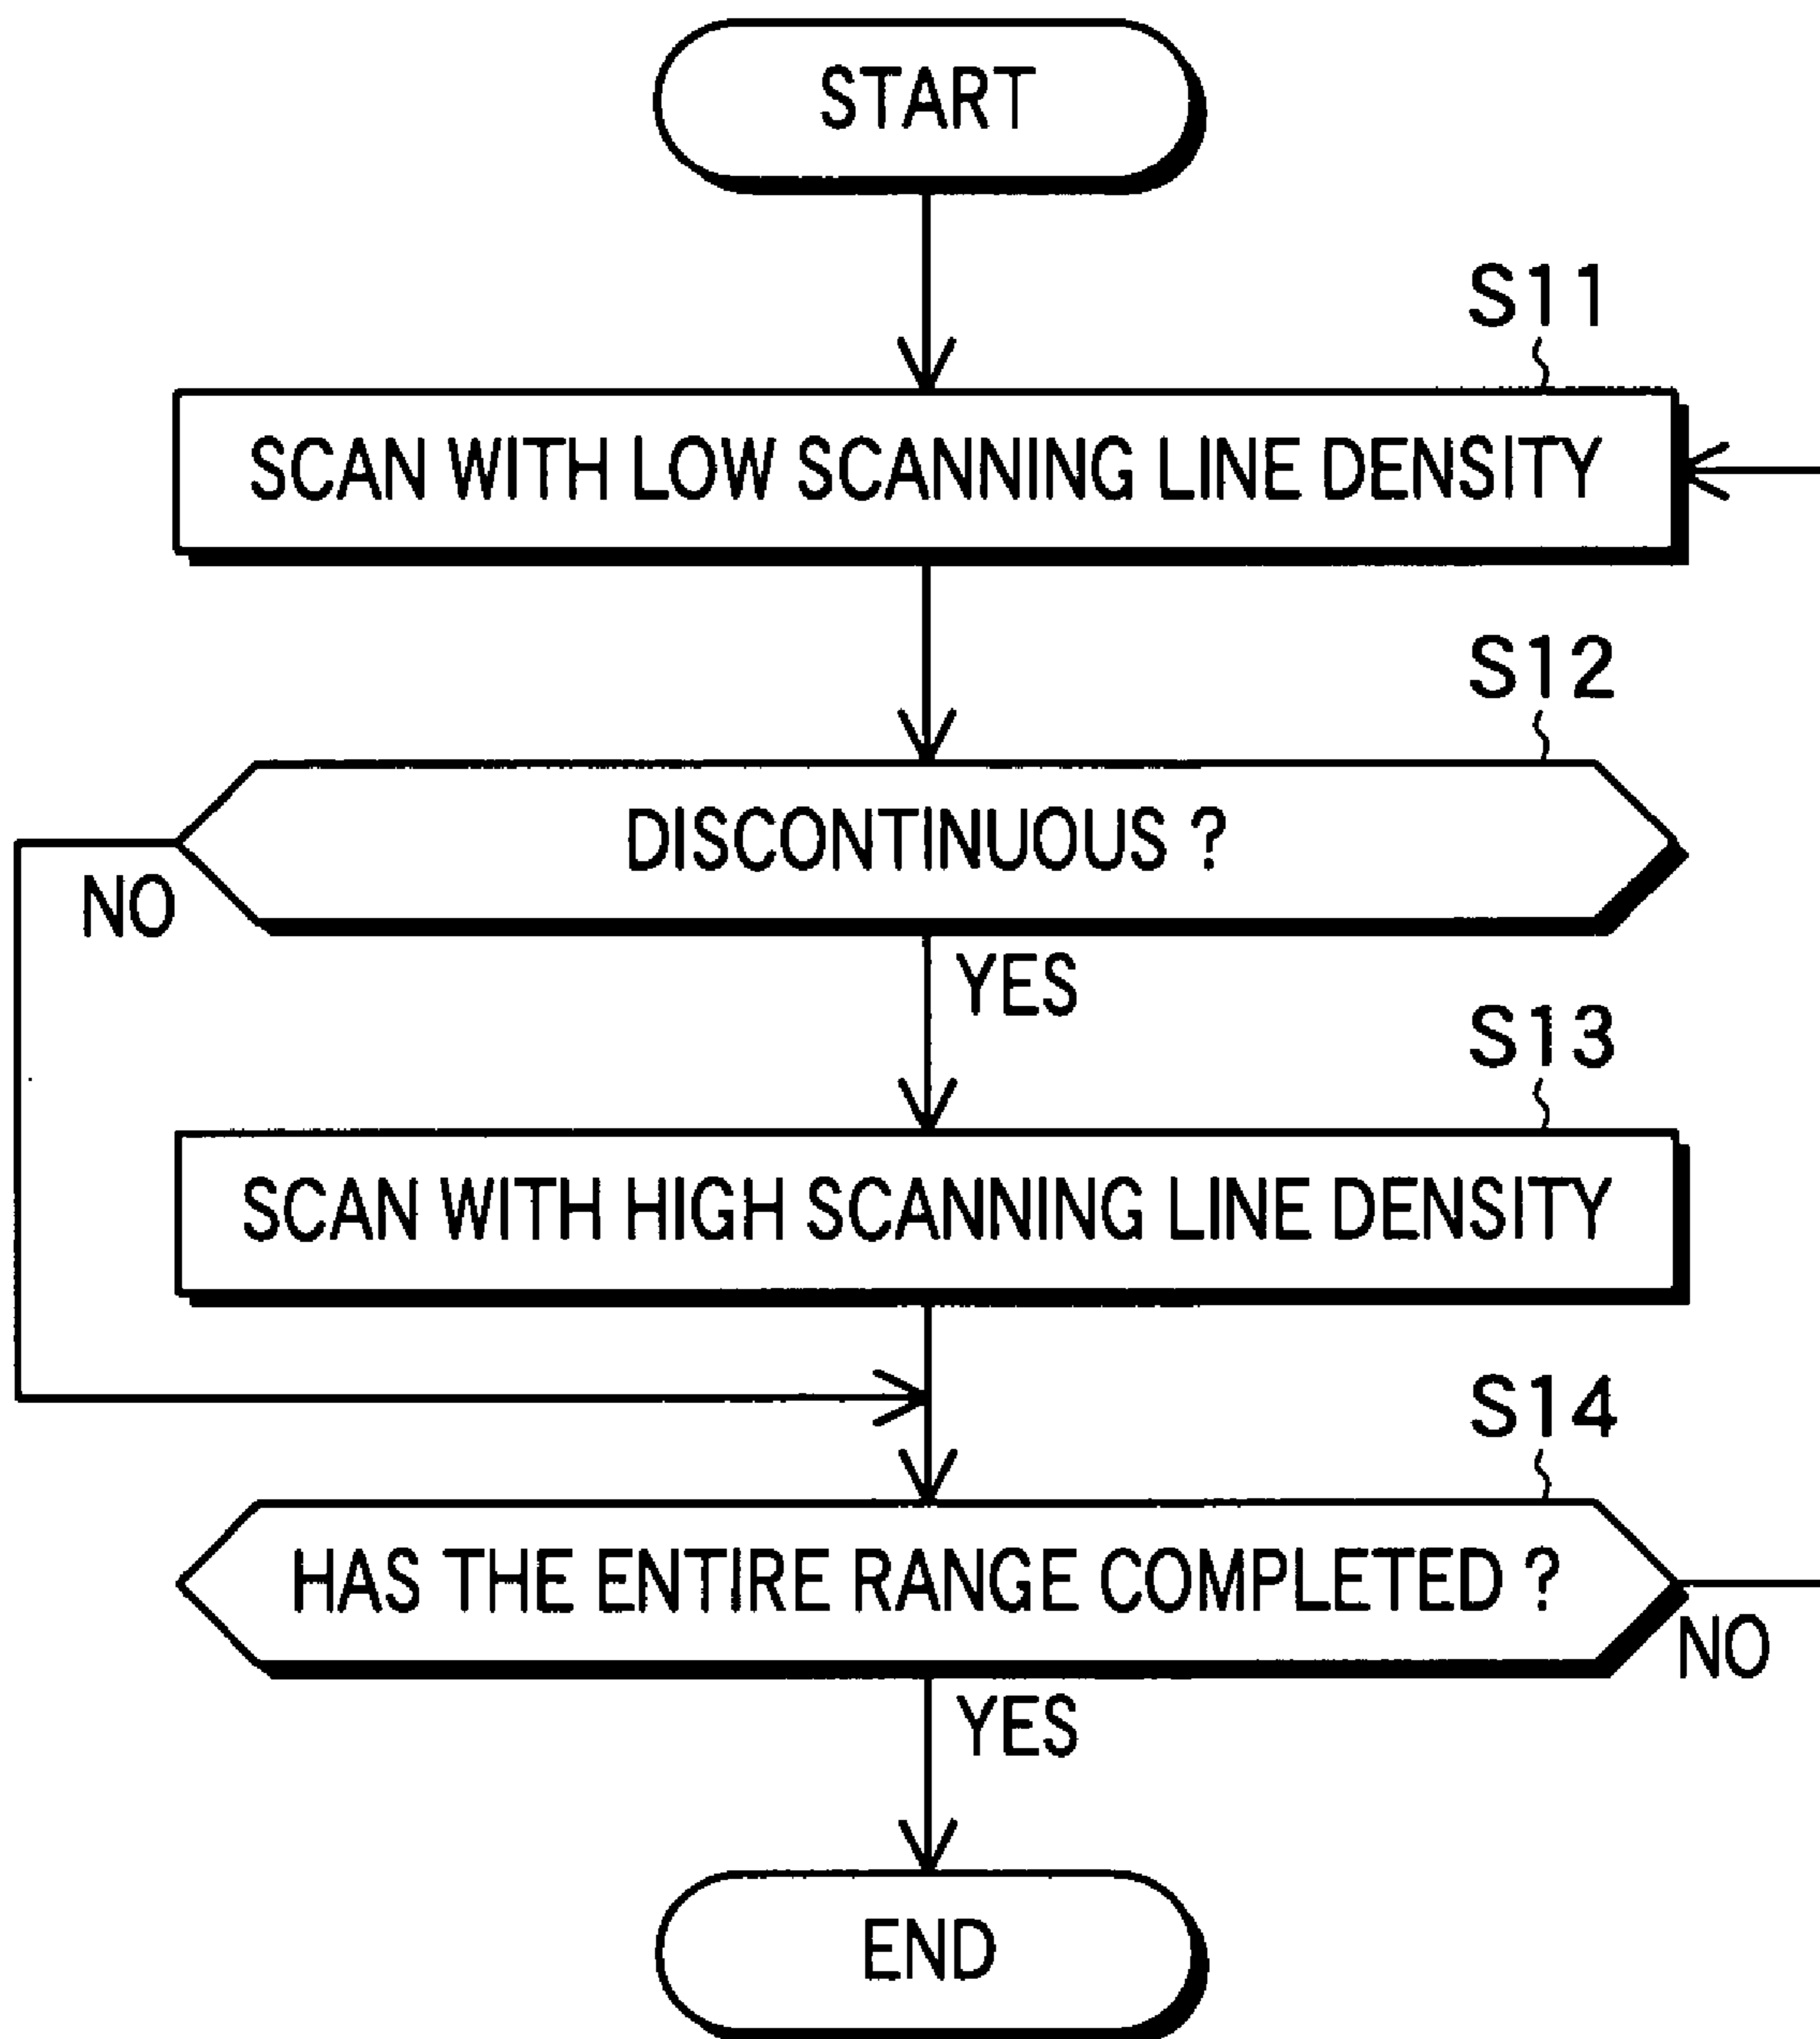 START
S11
SCAN WITH LOW SCANNING LINE DENSITY
S12
DISCONTINUOUS ?
NO
YES
S13
SCAN WITH HIGH SCANNING LINE DENSITY
S14
HAS THE ENTIRE RANGE COMPLETED ?
NO
YES
END